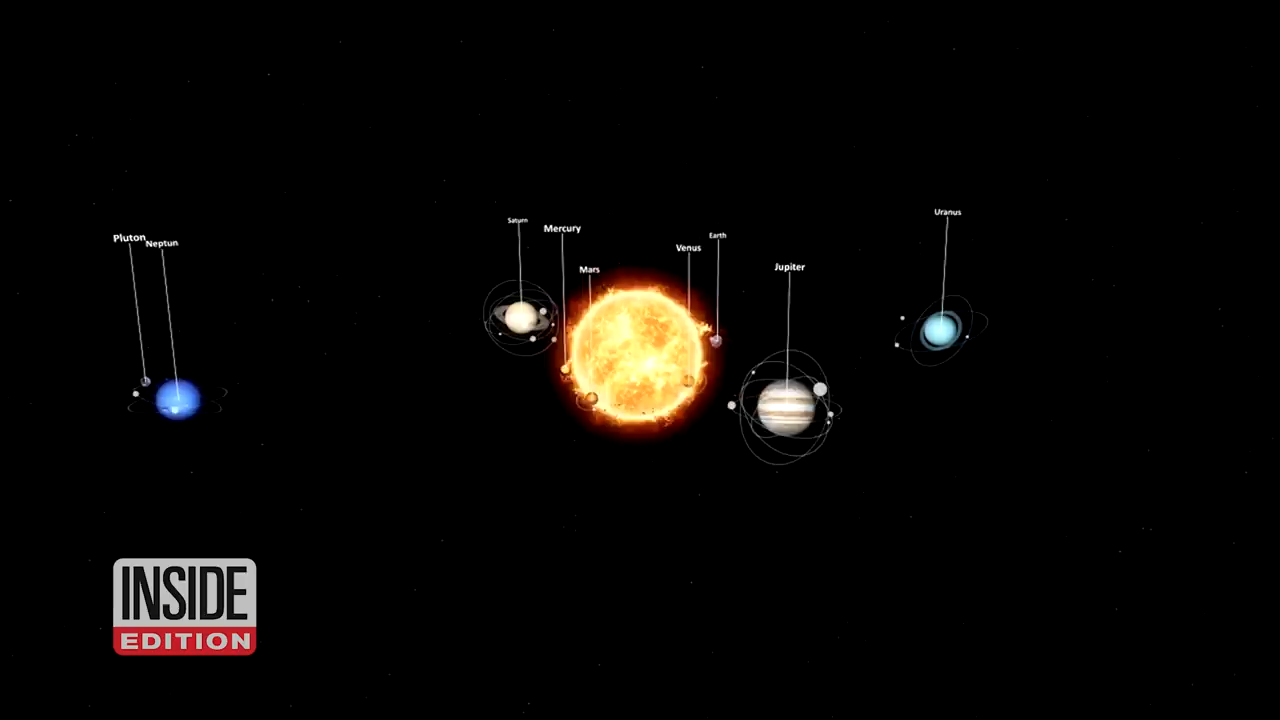 Uranus
Saturn
Mercury
Earth
Pluton
Neptun
Venus
Jupiter
Mars
INSIDE
EDITION